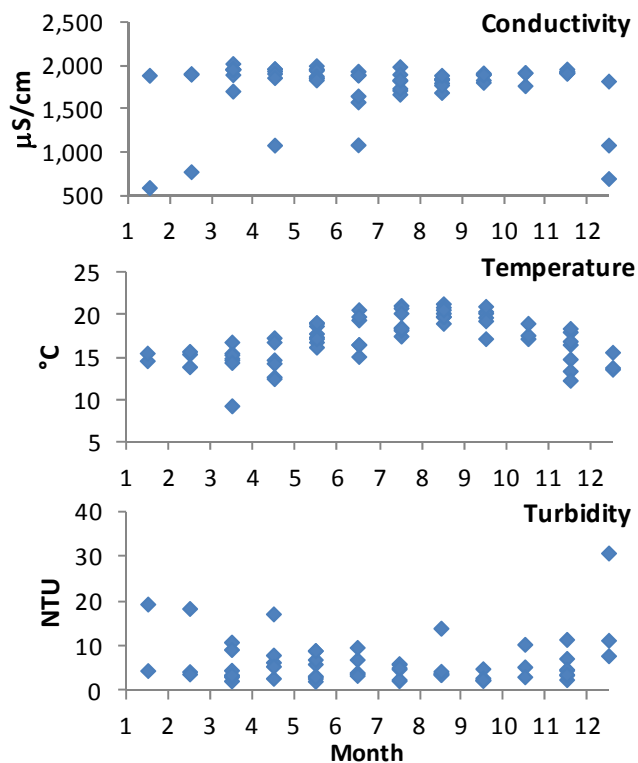 Conductivity
2,500
2,000
1,500
1,000
500
µS/cm
1 2 3 4 5 6 7 8 9 10 11 12
Temperature
25
20
15
10
5
°C
1 2 3 4 5 6 7 8 9 10 11 12
Turbidity
40
30
20
10
0
NTU
1 2 3 4 5 6 7 8 9 10 11 12
Month